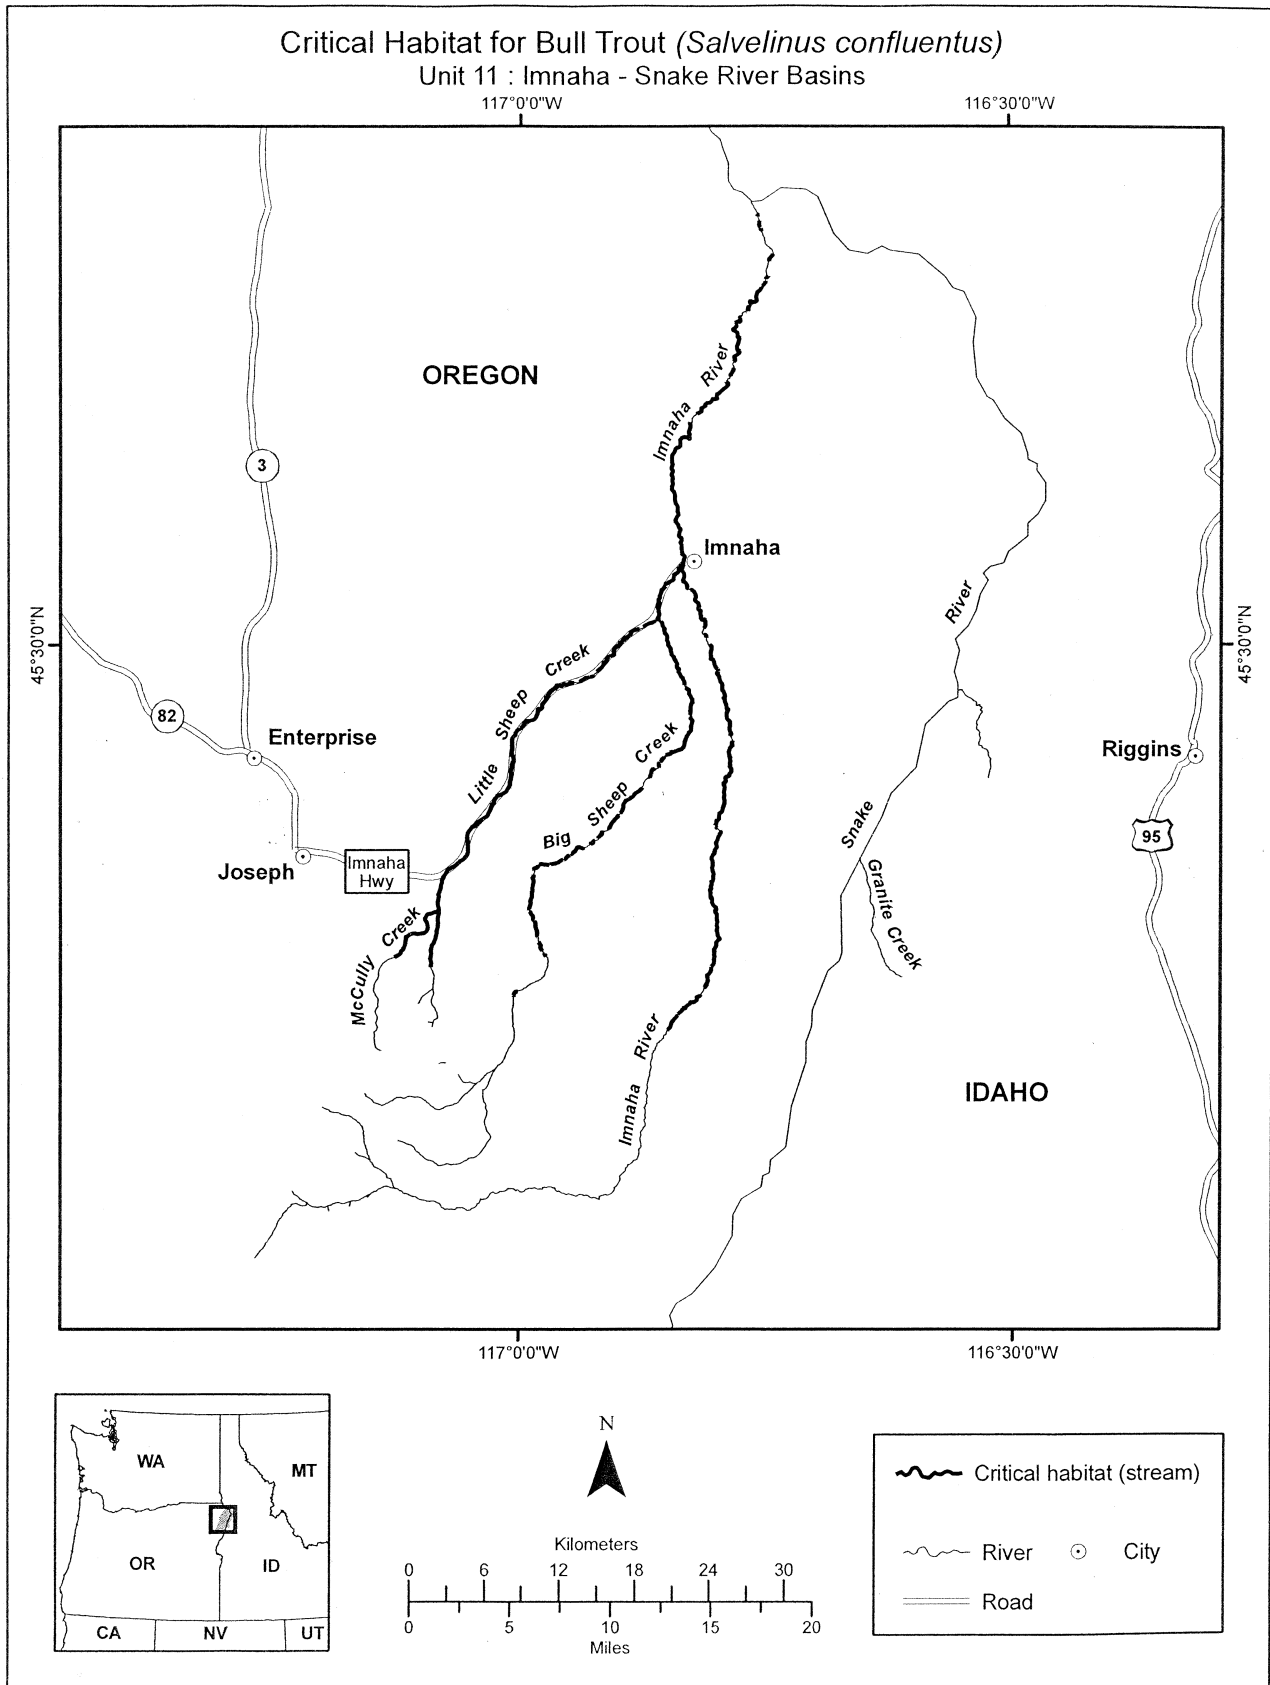 Critical Habitat for Bull Trout (Salvelinus confluentus)
Unit 11 : Imnaha - Snake River Basins
117°0'0"W
116°30'0"W
OREGON
Imnaha River
3
Imnaha
45°30'0"N
45°30'0"N
River
Little Sheep Creek
82
Enterprise
Big Sheep Creek
Riggins
Snake
95
Joseph
Imnaha
Hwy
Granite Creek
McCully Creek
Imnaha River
IDAHO
117°0'0"W
116°30'0"W
WA
MT
OR
ID
CA
NV
UT
N
Kilometers
0 6 12 18 24 30
0 5 10 15 20
Miles
Critical habitat (stream)
River
City
Road